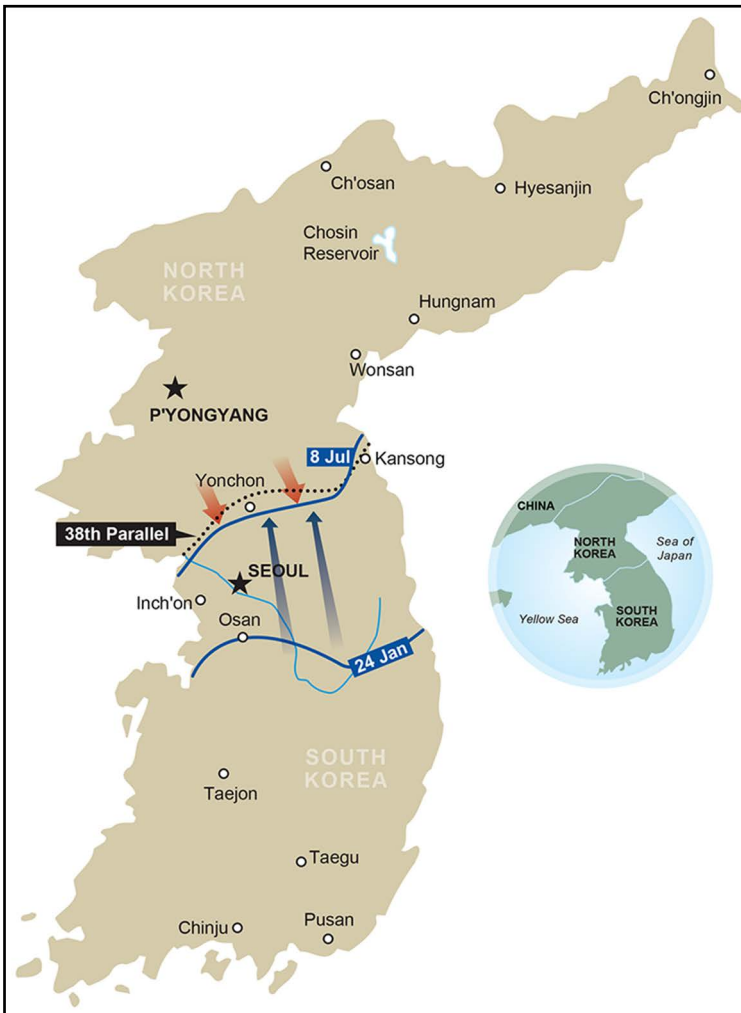 Ch'ongjin
Ch'osan
Hyesanjin
Chosin
Reservoir
NORTH
KOREA
Hungnam
Wonsan
P'YONGYANG
8 Jul
Kansong
Yonchon
38th Parallel
SEOUL
Inch'on
Osan
24 Jan
SOUTH
KOREA
Taejon
Taegu
Chinju
Pusan
CHINA
NORTH
KOREA
Sea of
Japan
Yellow Sea
SOUTH
KOREA